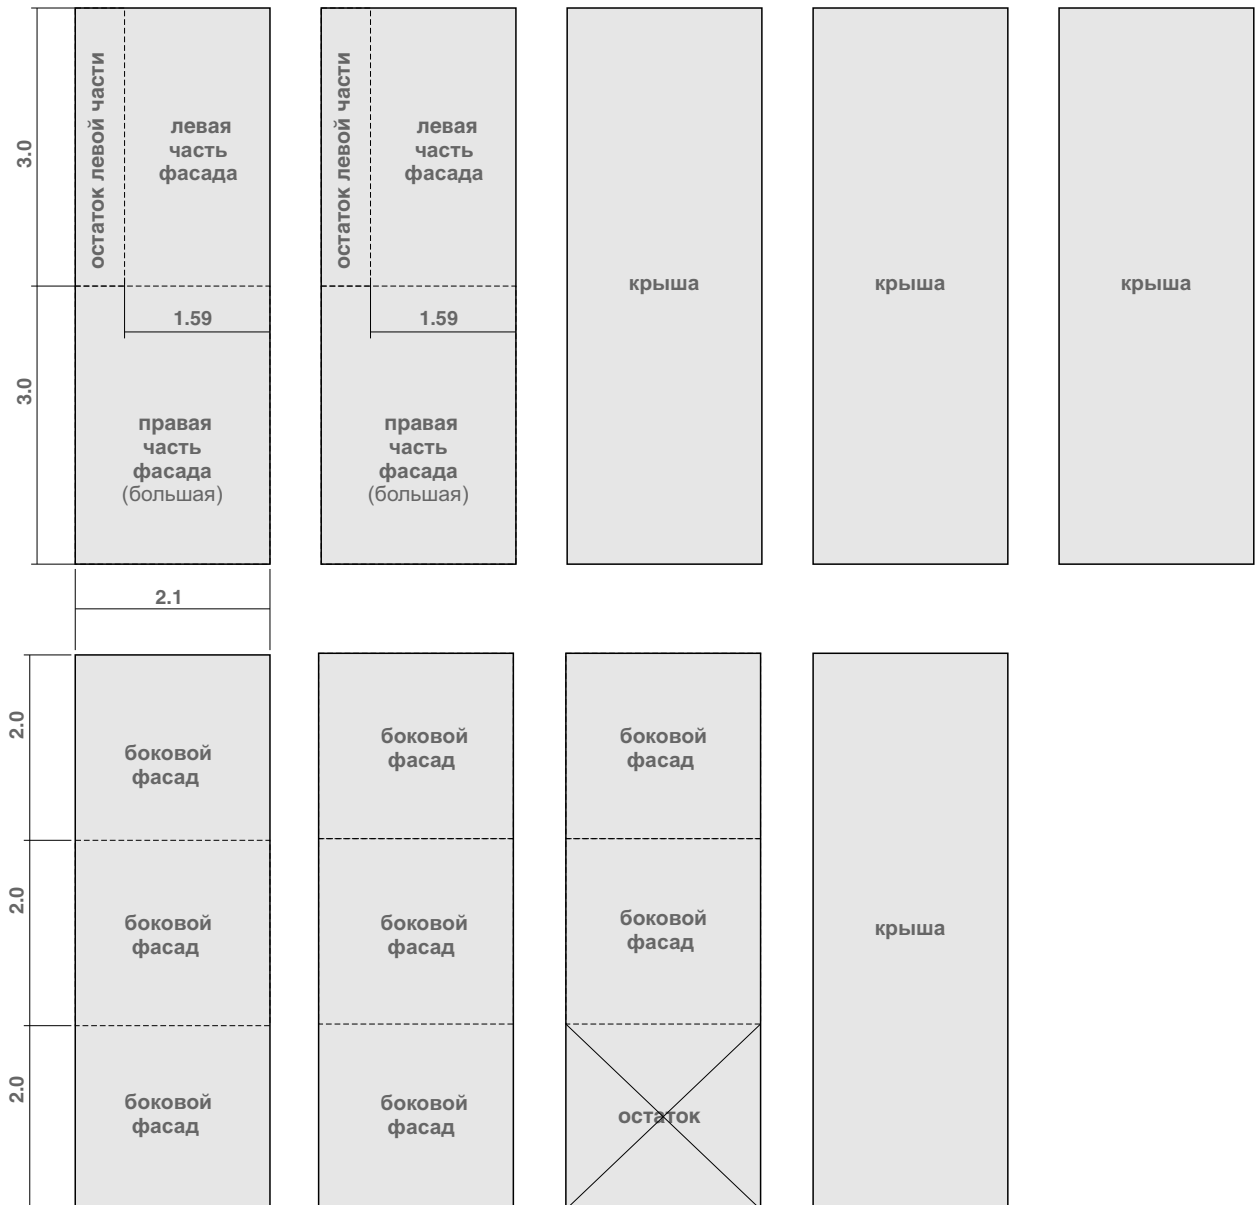 3.0
остаток левой части
левая
часть
фасада
остаток левой части
левая
часть
фасада
крыша
крыша
крыша
1.59
1.59
3.0
правая
часть
фасада
(большая)
правая
часть
фасада
(большая)
2.1
2.0
боковой
фасад
боковой
фасад
боковой
фасад
2.0
боковой
фасад
боковой
фасад
боковой
фасад
крыша
2.0
боковой
фасад
боковой
фасад
остаток